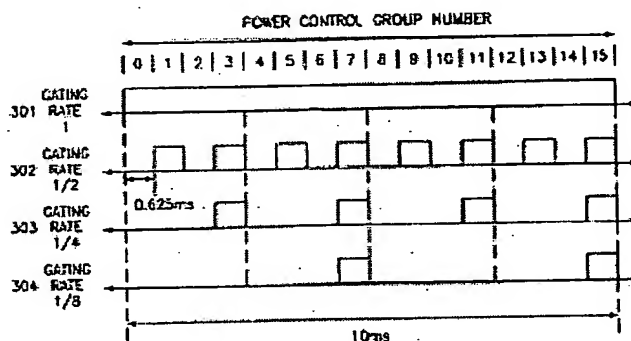 POWER CONTROL GROUP NUMBER
0 1 2 3 4 5 6 7 8 9 10 11 12 13 14 15
301 GATING RATE 1
302 GATING RATE 1/2
0.625ms
303 GATING RATE 1/4
304 GATING RATE 1/8
10ms